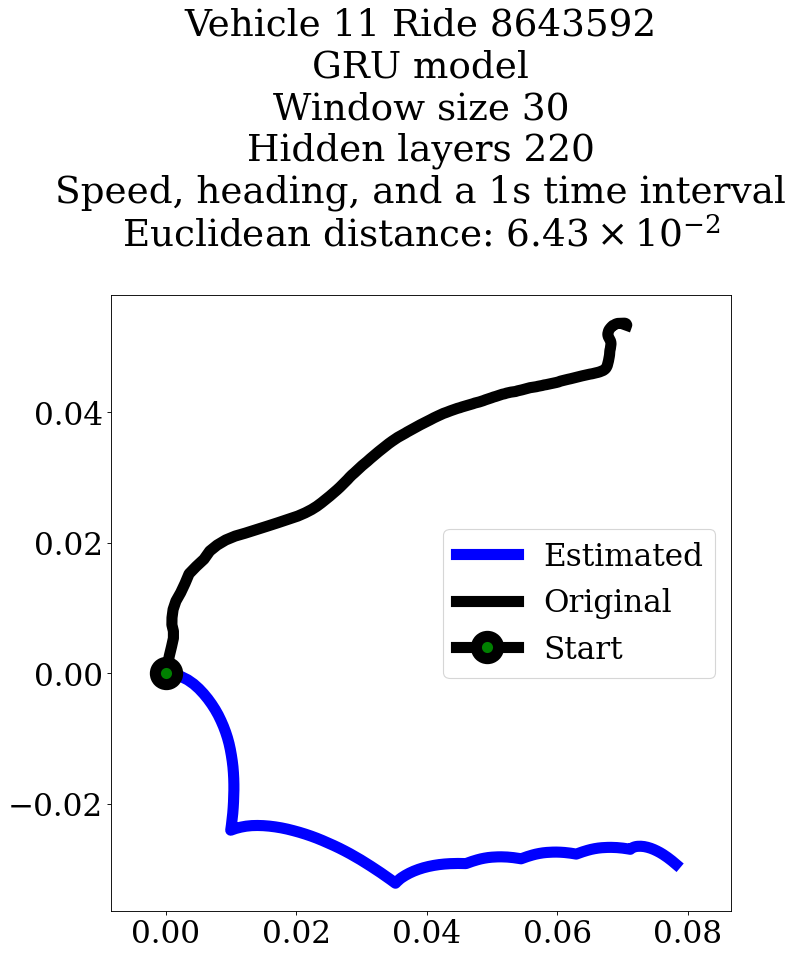 Vehicle 11 Ride 8643592
GRU model
Window size 30
Hidden layers 220
Speed, heading, and a 1s time interval
Euclidean distance: 6.43 × 10⁻²
0.04
0.02
0.00
−0.02
Estimated
Original
Start
0.00 0.02 0.04 0.06 0.08